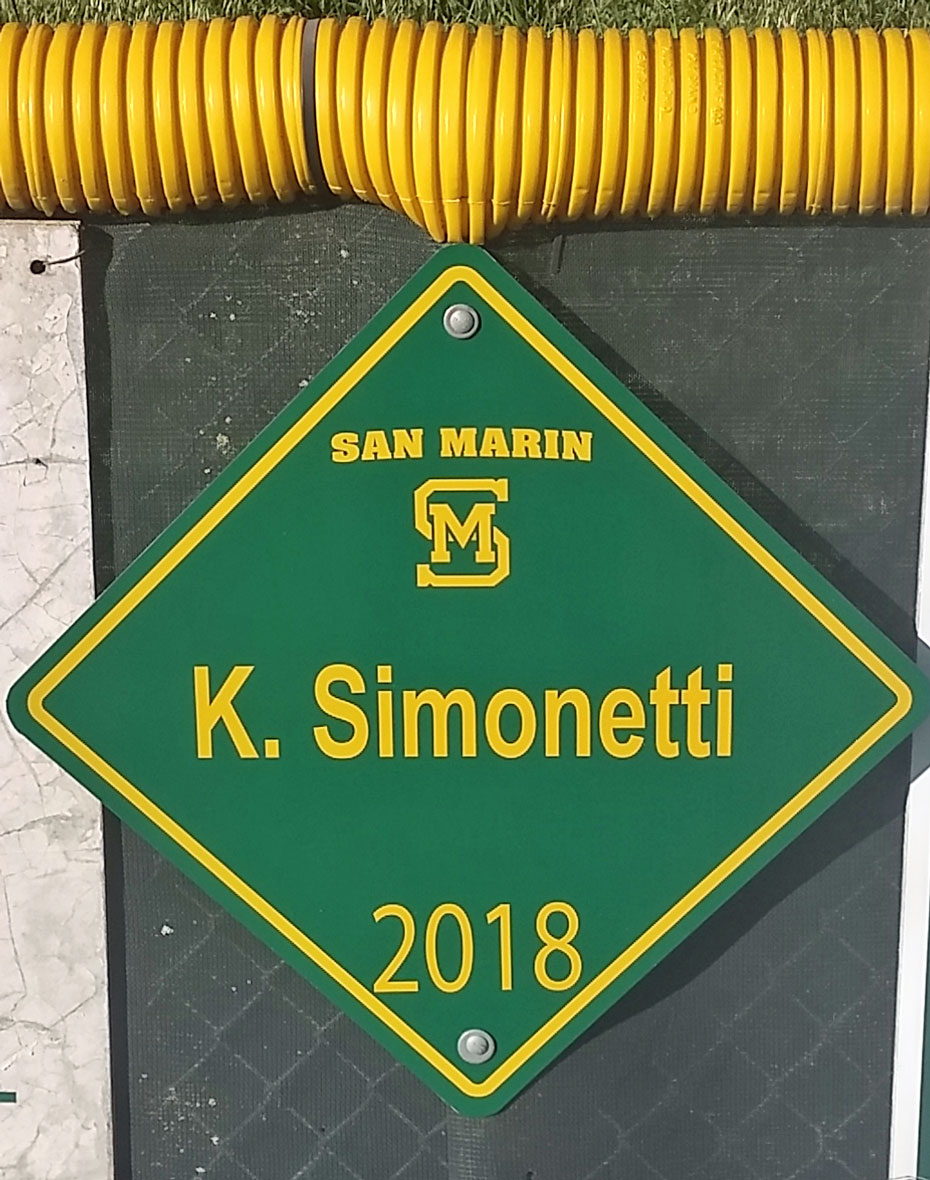 SAN MARIN
SM
K. Simonetti
2018